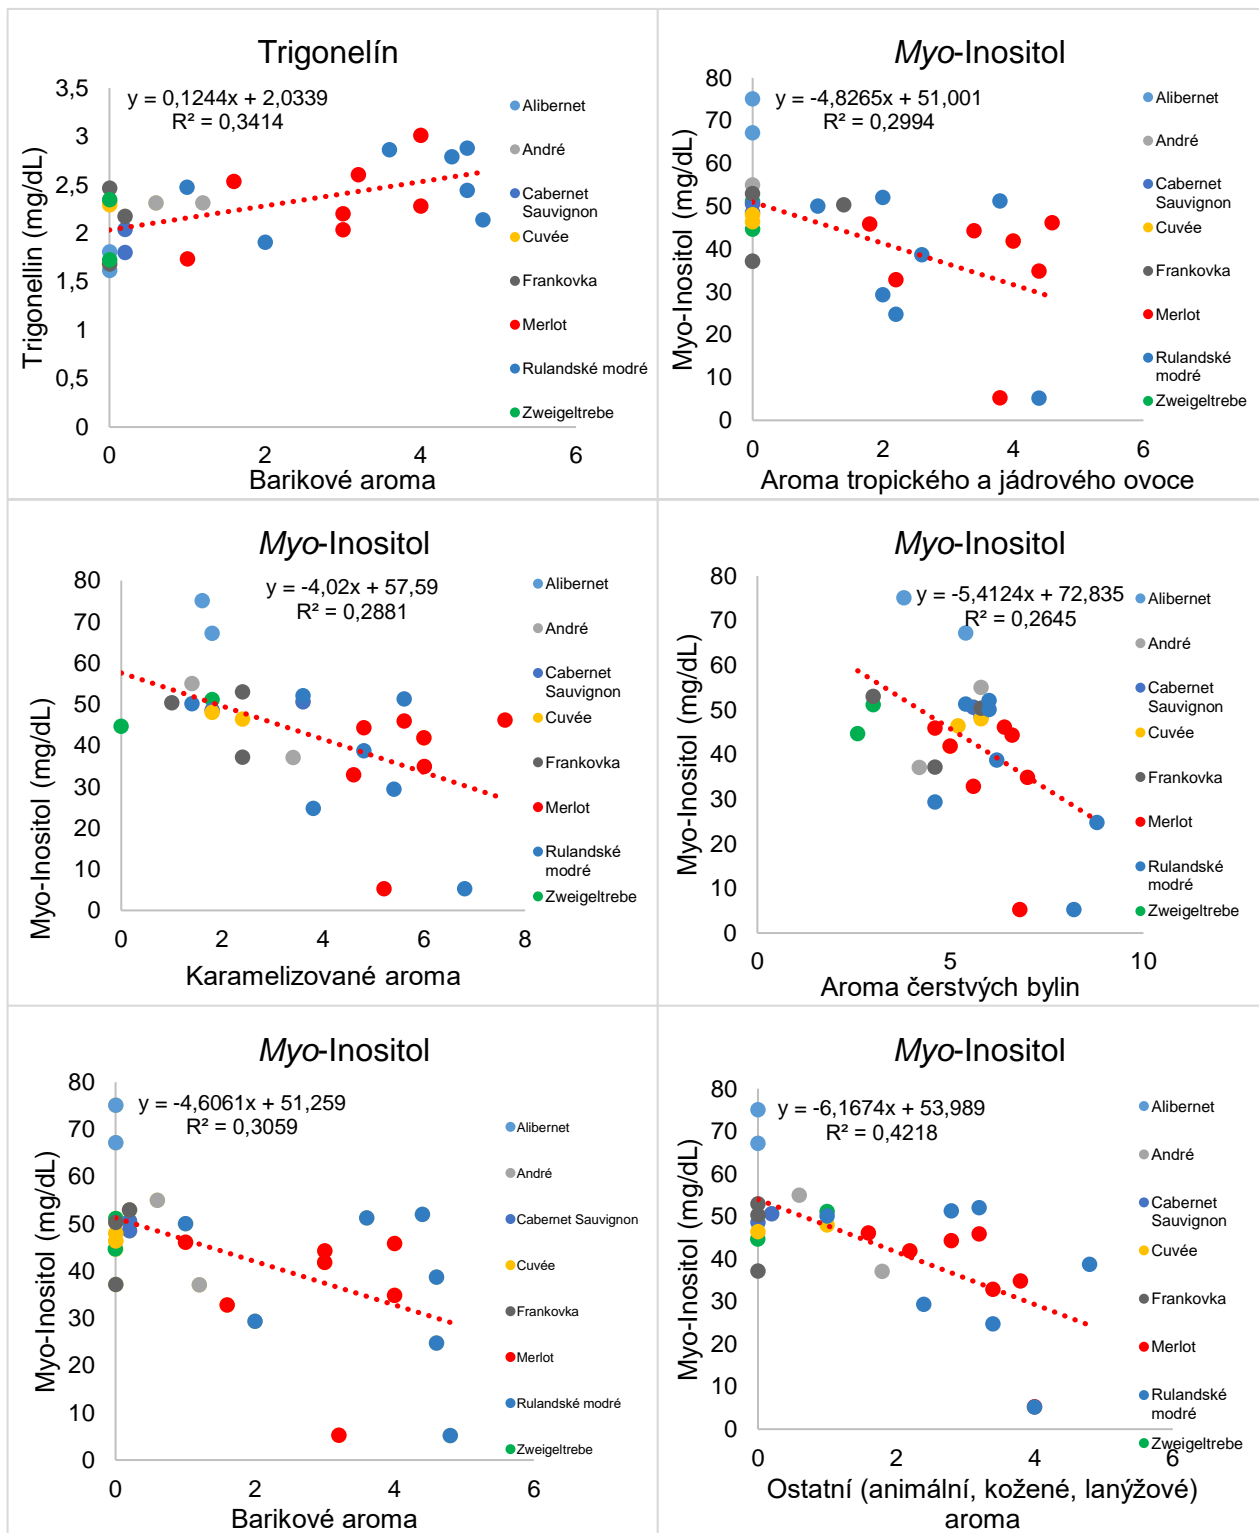 Trigonelín
y = 0,1244x + 2,0339
R² = 0,3414
Trigonellin (mg/dL)
3,5
3
2,5
2
1,5
1
0,5
0
0 2 4 6
Barikové aroma
Alibernet
André
Cabernet
Sauvignon
Cuvée
Frankovka
Merlot
Rulandské modré
Zweigeltrebe
Myo-Inositol
y = -4,8265x + 51,001
R² = 0,2994
Myo-Inositol (mg/dL)
80
70
60
50
40
30
20
10
0
0 2 4 6
Aroma tropického a jádrového ovoce
Alibernet
André
Cabernet
Sauvignon
Cuvée
Frankovka
Merlot
Rulandské
modré
Zweigeltrebe
Myo-Inositol
y = -4,02x + 57,59
R² = 0,2881
Myo-Inositol (mg/dL)
80
70
60
50
40
30
20
10
0
0 2 4 6 8
Karamelizované aroma
Alibernet
André
Cabernet
Sauvignon
Cuvée
Frankovka
Merlot
Rulandské
modré
Zweigeltrebe
Myo-Inositol
y = -5,4124x + 72,835
R² = 0,2645
Myo-Inositol (mg/dL)
80
70
60
50
40
30
20
10
0
0 5 10
Aroma čerstvých bylin
Alibernet
André
Cabernet
Sauvignon
Cuvée
Frankovka
Merlot
Rulandské
modré
Zweigeltrebe
Myo-Inositol
y = -4,6061x + 51,259
R² = 0,3059
Myo-Inositol (mg/dL)
80
70
60
50
40
30
20
10
0
0 2 4 6
Barikové aroma
Alibernet
André
Cabernet Sauvignon
Cuvée
Frankovka
Merlot
Rulandské modré
Zweigeltrebe
Myo-Inositol
y = -6,1674x + 53,989
R² = 0,4218
Myo-Inositol (mg/dL)
80
70
60
50
40
30
20
10
0
0 2 4 6
Ostatní (animální, kožené, lanýžové)
aroma
Alibernet
André
Cabernet
Sauvignon
Cuvée
Frankovka
Merlot
Rulandské
modré
Zweigeltrebe